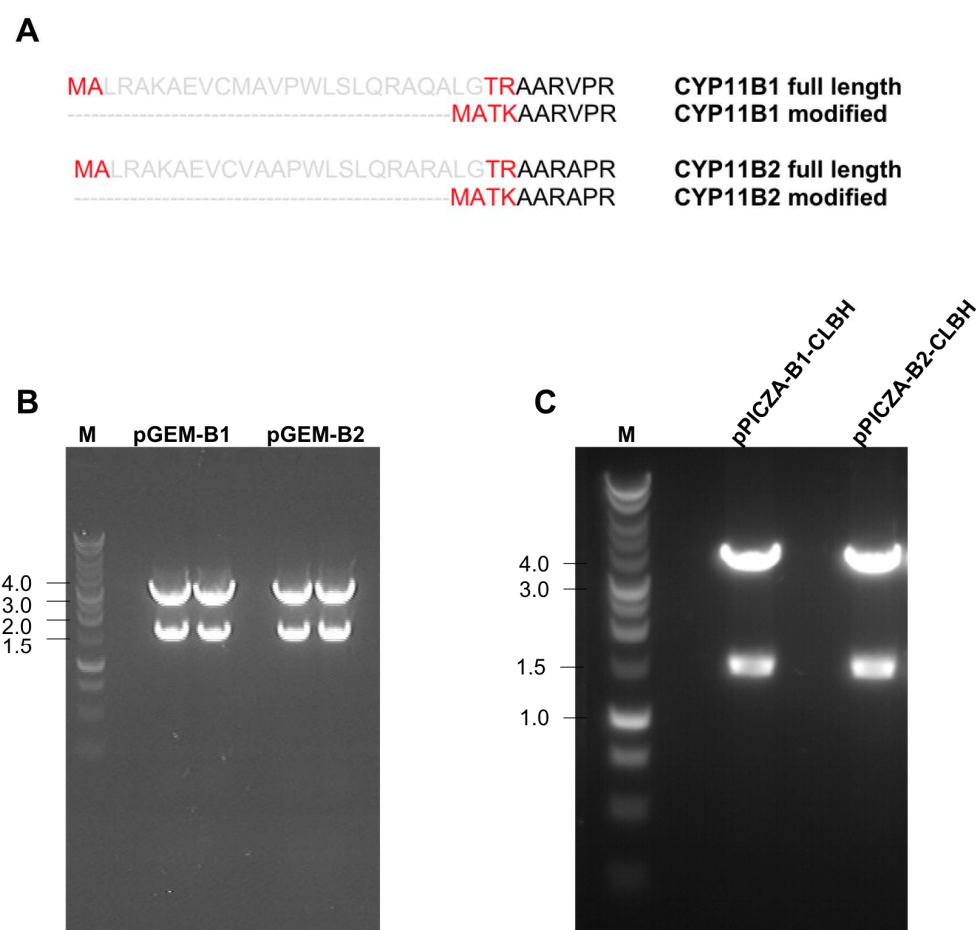 A
MALRAKAEVCMAVPWLSLQRAQALGTRAARVPR CYP11B1 full length
MATKAARVPR CYP11B1 modified
MALRAKAEVCVAAPWLSLQRARALGTRAARAPR CYP11B2 full length
MATKAARAPR CYP11B2 modified
B
M pGEM-B1 pGEM-B2
4.0
3.0
2.0
1.5
C
M pPICZA-B1-CLBH pPICZA-B2-CLBH
4.0
3.0
1.5
1.0